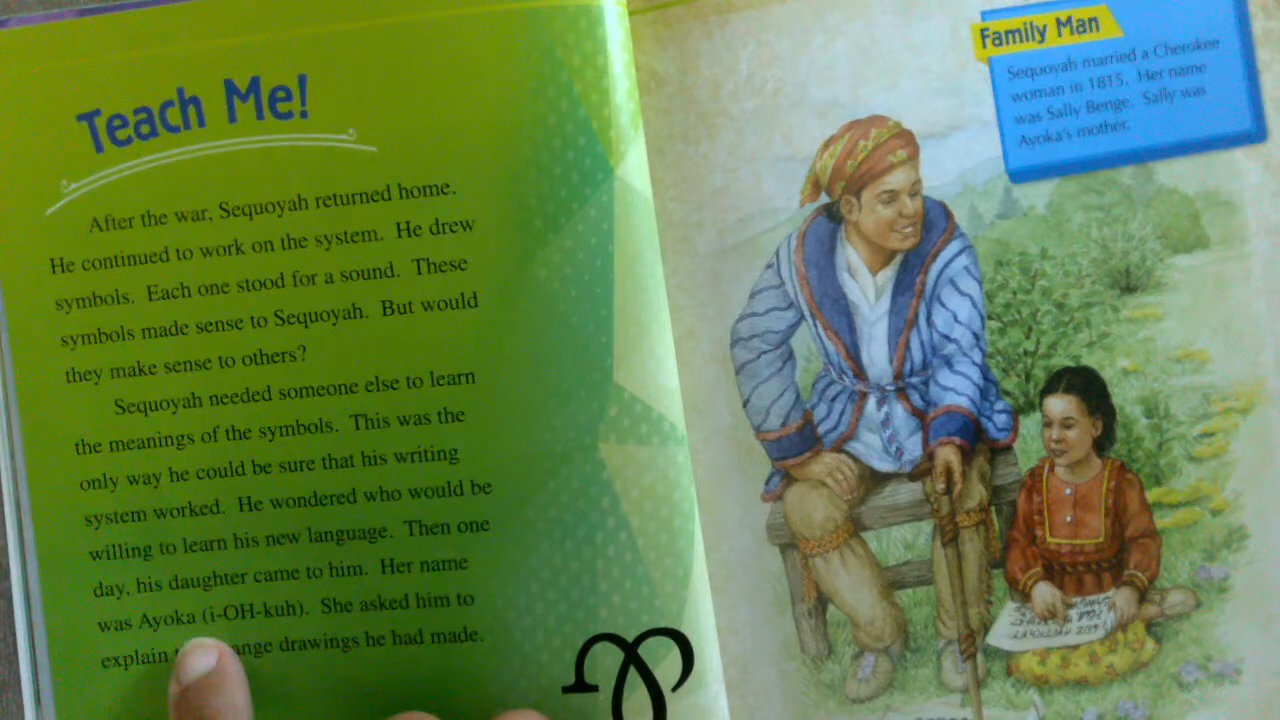 Teach Me!
After the war, Sequoyah returned home.
He continued to work on the system. He drew
symbols. Each one stood for a sound. These
symbols made sense to Sequoyah. But would
they make sense to others?
Sequoyah needed someone else to learn
the meanings of the symbols. This was the
only way he could be sure that his writing
system worked. He wondered who would be
willing to learn his new language. Then one
day, his daughter came to him. Her name
was Ayoka (i-OH-kuh). She asked him to
explain drawings he had made.
Family Man
Sequoyah married a Cherokee
woman in 1815. Her name
was Sally Benge. Sally was
Ayoka's mother.